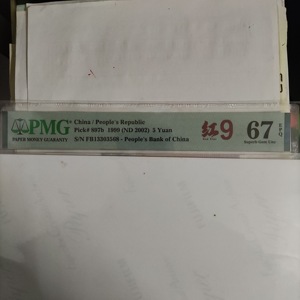 PMG
PAPER MONEY GUARANTY
China / People's Republic
Pick# 897b 1999 (ND 2002) 5 Yuan
- People's Bank of China
红9
67 EPQ
Superb Gem Unc